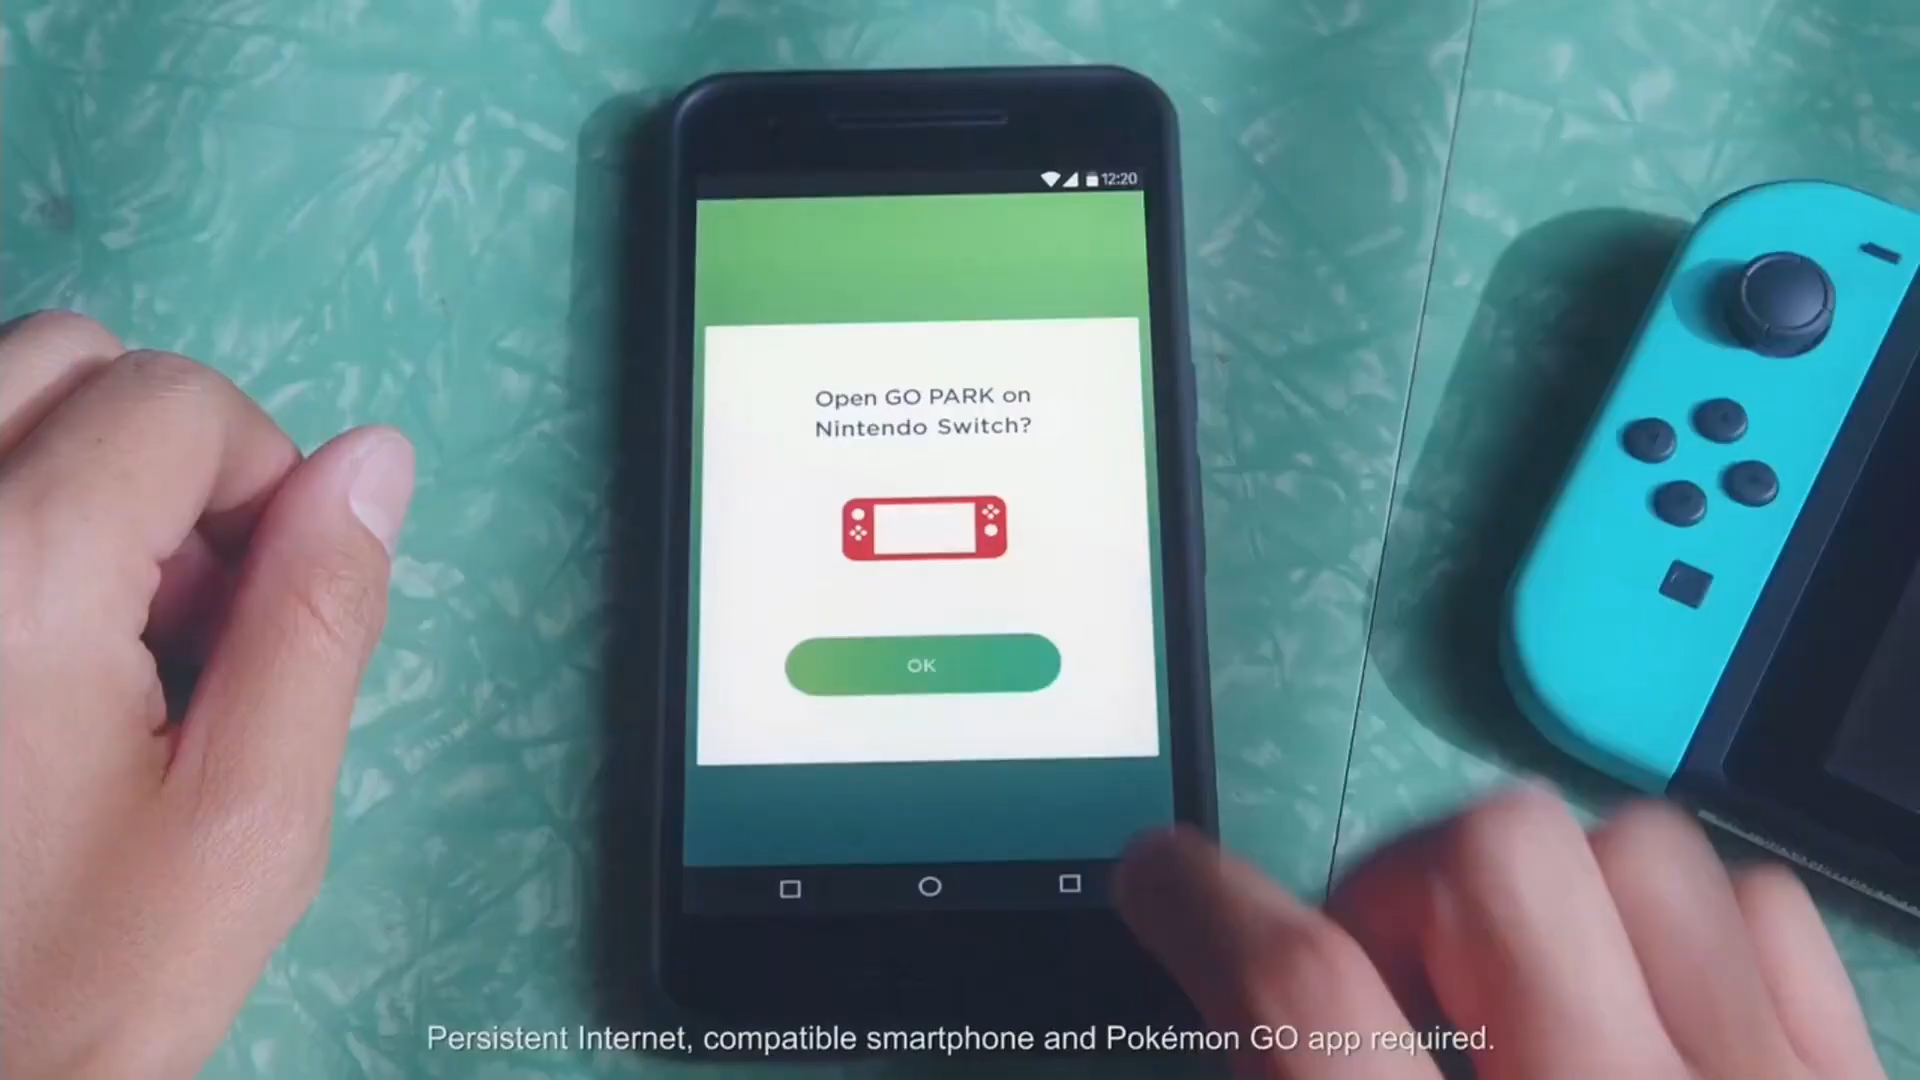 12:20
Open GO PARK on
Nintendo Switch?
OK
Persistent Internet, compatible smartphone and Pokémon GO app required.